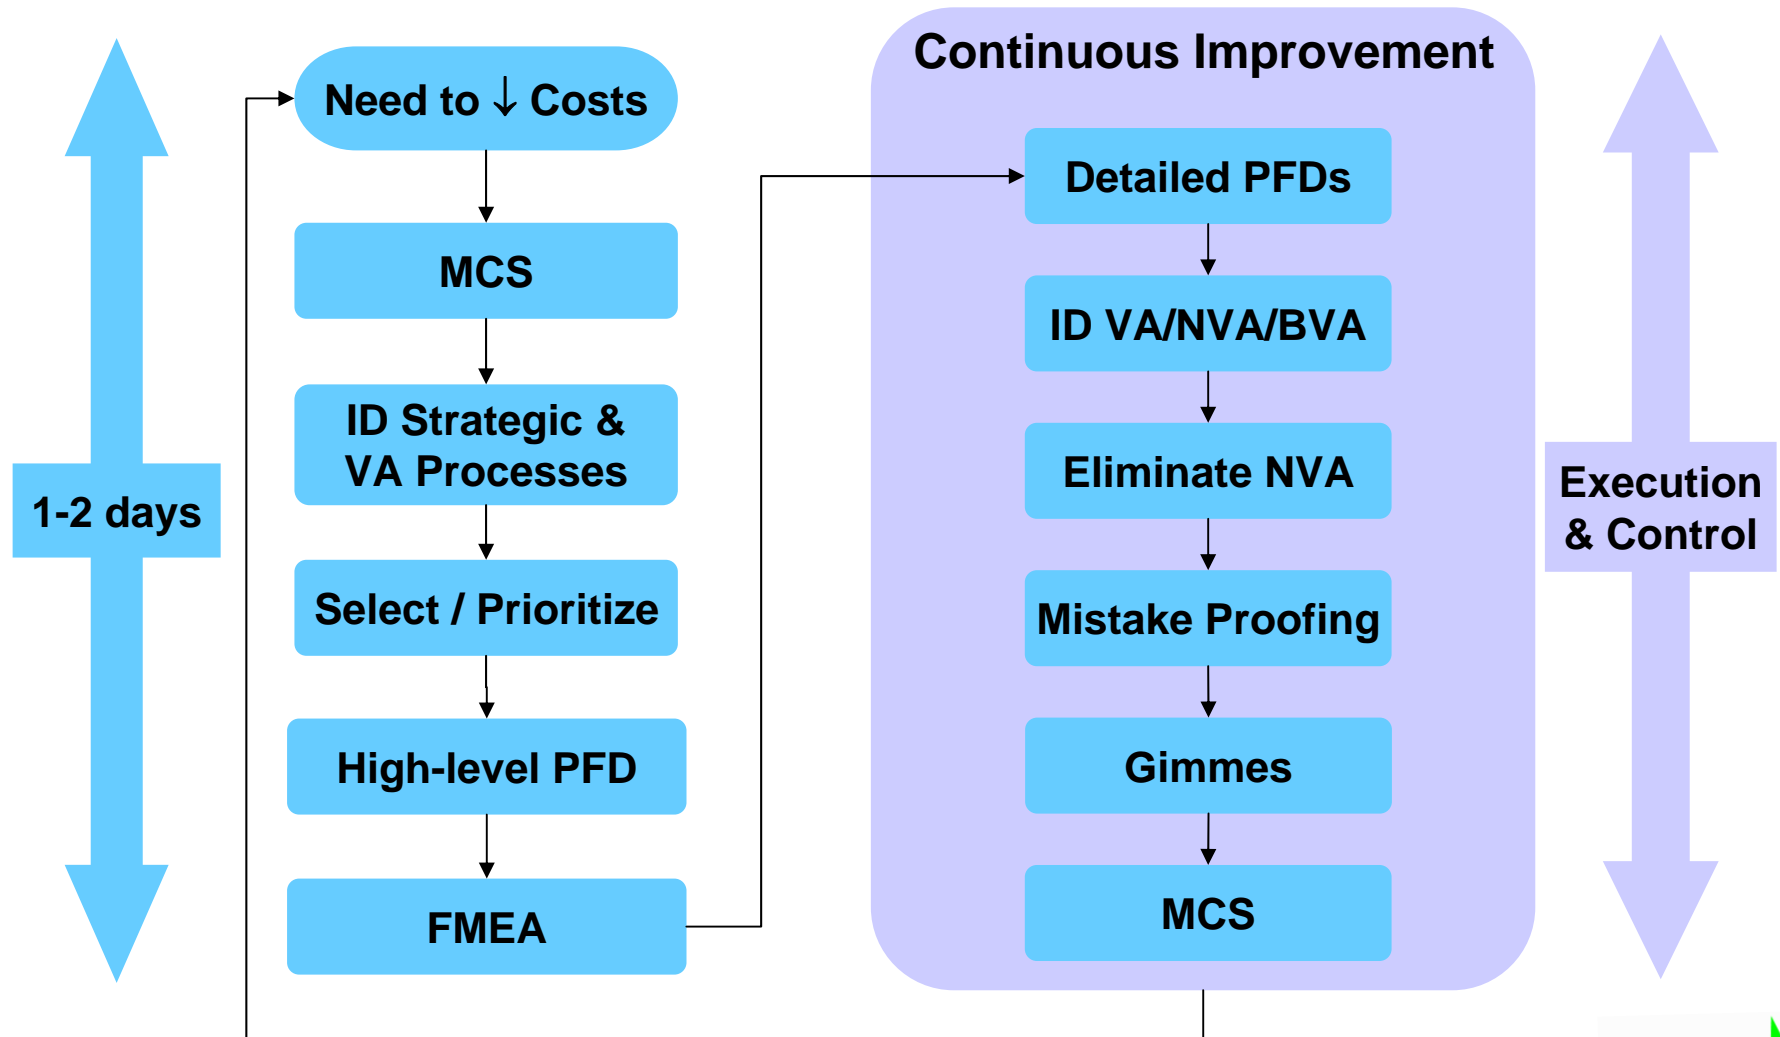 Continuous Improvement
Need to ↓ Costs
MCS
ID Strategic &
VA Processes
Select / Prioritize
High-level PFD
FMEA
1-2 days
Detailed PFDs
ID VA/NVA/BVA
Eliminate NVA
Mistake Proofing
Gimmes
MCS
Execution
& Control